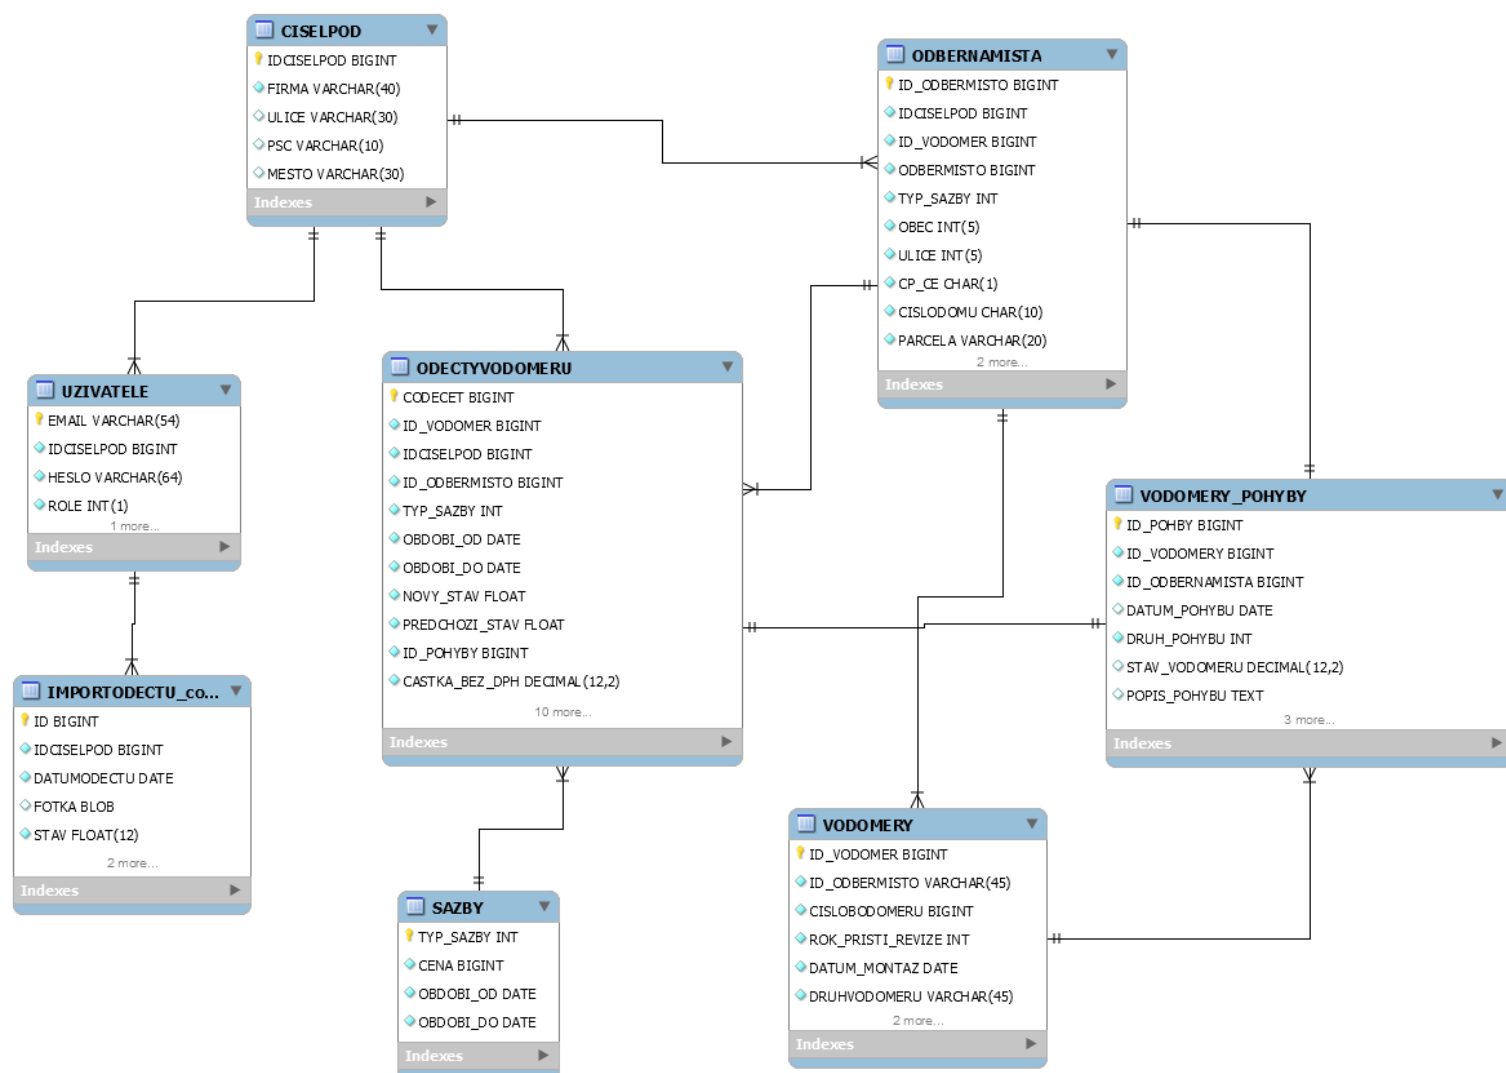 CISELPOD
IDCISELPOD BIGINT
FIRMA VARCHAR(40)
ULICE VARCHAR(30)
PSC VARCHAR(10)
MESTO VARCHAR(30)
Indexes
ODBERNAMISTA
ID_ODBERMISTO BIGINT
IDCISELPOD BIGINT
ID_VODOMER BIGINT
ODBERMISTO BIGINT
TYP_SAZBY INT
OBEC INT(5)
ULICE INT(5)
CP_CE CHAR(1)
CISLODOMU CHAR(10)
PARCELA VARCHAR(20)
2 more...
Indexes
UZIVATELE
EMAIL VARCHAR(54)
IDCISELPOD BIGINT
HESLO VARCHAR(64)
ROLE INT(1)
1 more...
Indexes
ODECTYVODOMERU
CODECET BIGINT
ID_VODOMER BIGINT
IDCISELPOD BIGINT
ID_ODBERMISTO BIGINT
TYP_SAZBY INT
OBDOBI_OD DATE
OBDOBI_DO DATE
NOVY_STAV FLOAT
PREDCHOZI_STAV FLOAT
ID_POHYBY BIGINT
CASTKA_BEZ_DPH DECIMAL(12,2)
10 more...
Indexes
VODOMERY_POHYBY
ID_POHBY BIGINT
ID_VODOMERY BIGINT
ID_ODBERNAMISTA BIGINT
DATUM_POHYBU DATE
DRUH_POHYBU INT
STAV_VODOMERU DECIMAL(12,2)
POPIS_POHYBU TEXT
3 more...
Indexes
IMPORTODECTU_co...
ID BIGINT
IDCISELPOD BIGINT
DATUMODECTU DATE
FOTKA BLOB
STAV FLOAT(12)
2 more...
Indexes
SAZBY
TYP_SAZBY INT
CENA BIGINT
OBDOBI_OD DATE
OBDOBI_DO DATE
Indexes
VODOMERY
ID_VODOMER BIGINT
ID_ODBERMISTO VARCHAR(45)
CISLOBODOMERU BIGINT
ROK_PRISTI_REVIZE INT
DATUM_MONTAZ DATE
DRUHVODOMERU VARCHAR(45)
2 more...
Indexes